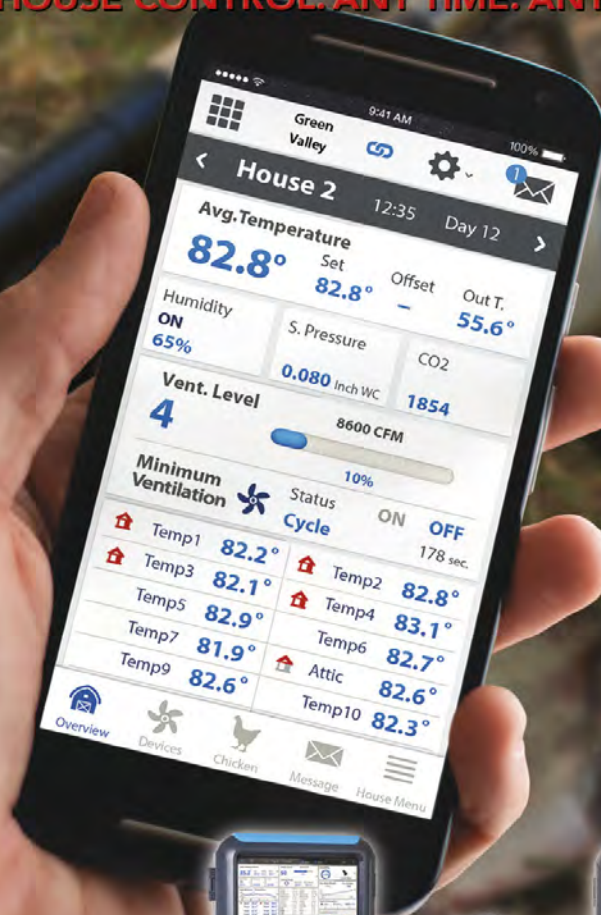 HOUSE CONTROL. ANY TIME. ANY
9:41 AM
100%
Green
Valley
1
House 2 12:35 Day 12
Avg.Temperature
82.8° Set 82.8° Offset – Out T. 55.6°
Humidity
ON
65%
S. Pressure
0.080 Inch WC
CO2
1854
Vent. Level
4
8600 CFM
10%
Minimum
Ventilation
Status
Cycle
ON OFF
178 sec.
Temp1 82.2° Temp2 82.8°
Temp3 82.1° Temp4 83.1°
Temp5 82.9° Temp6 82.7°
Temp7 81.9° Attic 82.6°
Temp9 82.6° Temp10 82.3°
Overview Devices Chicken Message House Menu